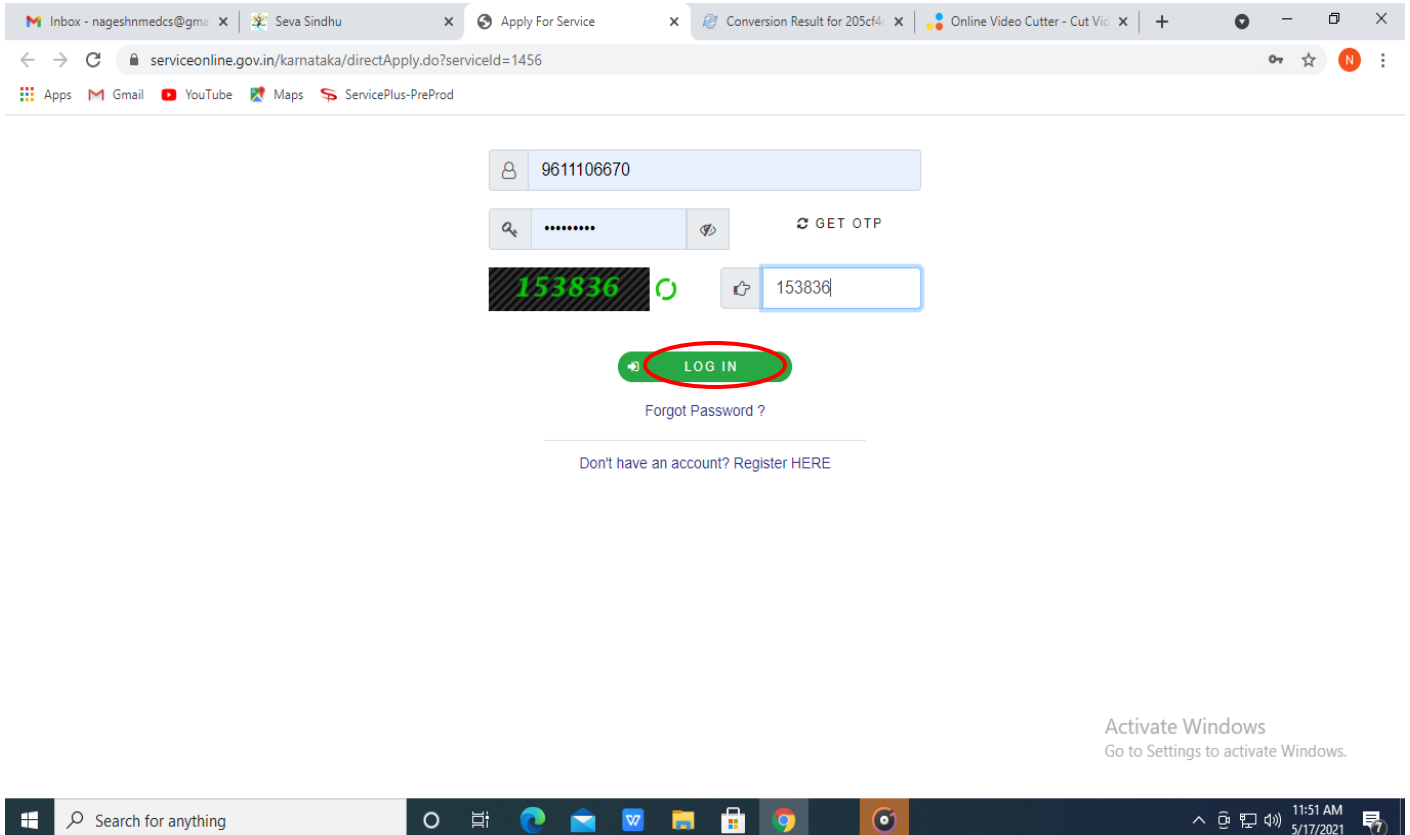 Inbox - nageshnmedcs@gma
Seva Sindhu
Apply For Service
Conversion Result for 205cf4
Online Video Cutter - Cut Vid
serviceonline.gov.in/karnataka/directApply.do?serviceId=1456
N
Apps Gmail YouTube Maps ServicePlus-PreProd
9611106670
GET OTP
153836
153836
LOG IN
Forgot Password ?
Don't have an account? Register HERE
Activate Windows
Go to Settings to activate Windows.
Search for anything
W
11:51 AM
5/17/2021
7